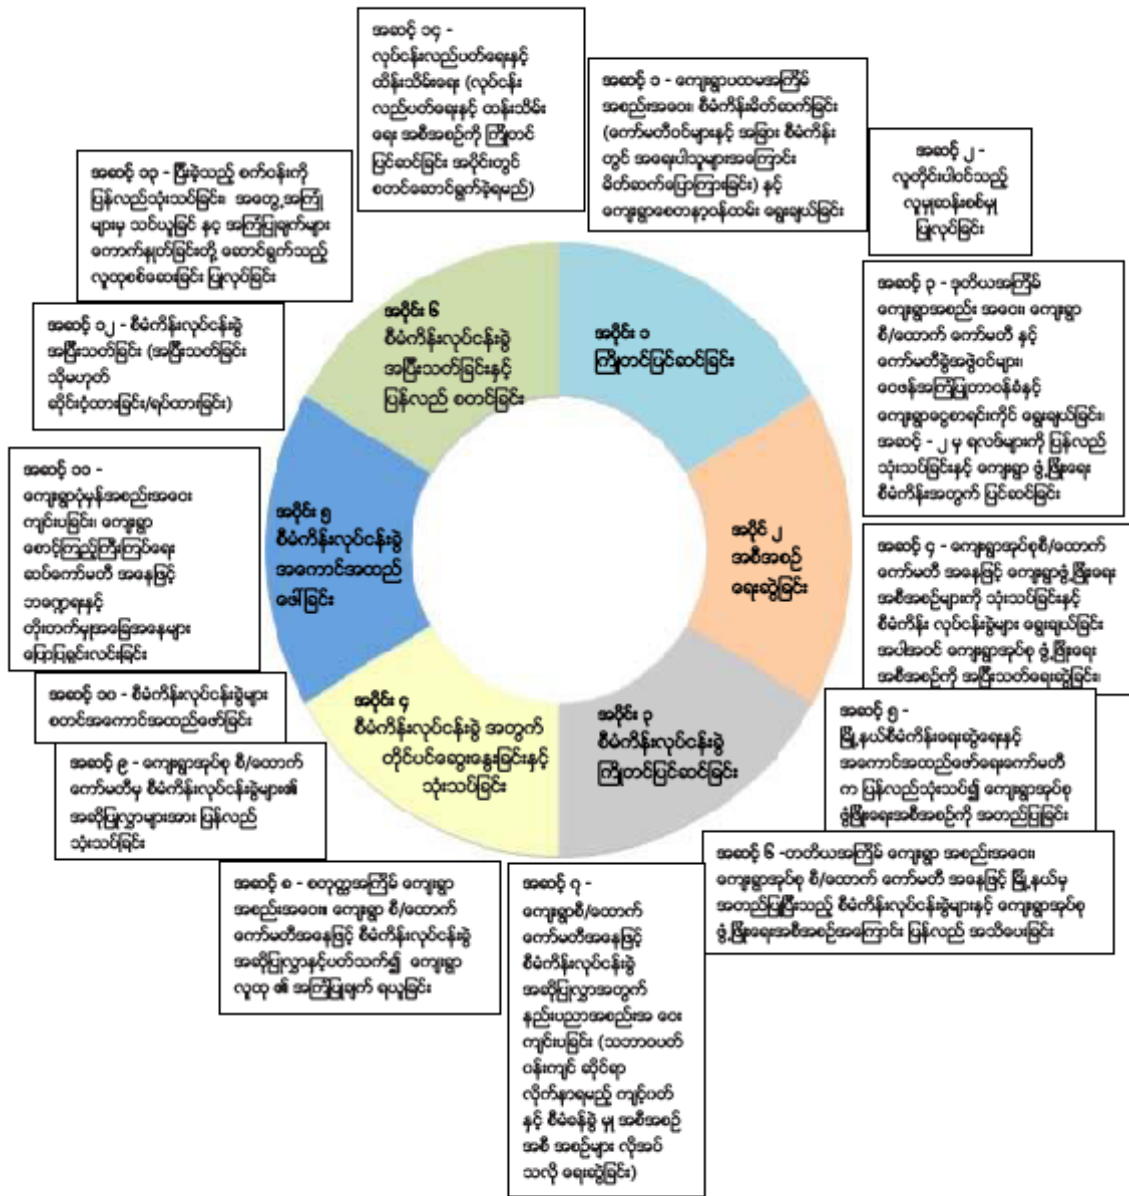 အဆင့် ၁၄ -
လုပ်ငန်းလည်ပတ်ရေးနှင့်
ထိန်းသိမ်းရေး (လုပ်ငန်း
လည်ပတ်ရေးနှင့် ထန်းသိမ်း
ရေး အစီအစဉ်ကို ကြိုတင်
ပြင်ဆင်ခြင်း အပိုင်းတွင်
စတင်ဆောင်ရွက်ခဲ့ရမည်)
အဆင့် ၁ - ကျေးရွာပထမအကြိမ်
အစည်းအဝေး၊ စီမံကိန်းမိတ်ဆက်ခြင်း
(ကော်မတီဝင်များနှင့် အခြား စီမံကိန်း
တွင် အရေးပါသူများအကြောင်း
မိတ်ဆက်ပြောကြားခြင်း) နှင့်
ကျေးရွာစေတနာ့ဝန်ထမ်း ရွေးချယ်ခြင်း
အဆင့် ၂ -
လူတိုင်းပါဝင်သည့်
လူမှုဆန်းစစ်မှု
ပြုလုပ်ခြင်း
အဆင့် ၃ - ဒုတိယအကြိမ်
ကျေးရွာအစည်း အဝေး၊ ကျေးရွာ
စီ/ထောက် ကော်မတီ နှင့်
ကော်မတီခွဲအဖွဲဝင်များ၊
ဝေဖန်အကြံပြုတာဝန်ခံနှင့်
ကျေးရွာငွေစာရင်းကိုင် ရွေးချယ်ခြင်း၊
အဆင့် - ၂ မှ ရလဒ်များကို ပြန်လည်
သုံးသပ်ခြင်းနှင့် ကျေးရွာ ဖွံ့ဖြိုးရေး
စီမံကိန်းအတွက် ပြင်ဆင်ခြင်း
အဆင့် ၄ - ကျေးရွာအုပ်စုစီ/ထောက်
ကော်မတီ အနေဖြင့် ကျေးရွာဖွံ့ဖြိုးရေး
အစီအစဉ်များကို သုံးသပ်ခြင်းနှင့်
စီမံကိန်း လုပ်ငန်းခွဲများ ရွေးချယ်ခြင်း
အပါအဝင် ကျေးရွာအုပ်စု ဖွံ့ဖြိုးရေး
အစီအစဉ်ကို အပြီးသတ်ရေးဆွဲခြင်း၊
အဆင့် ၅ -
မြို့နယ်စီမံကိန်းရေးဆွဲရေးနှင့်
အကောင်အထည်ဖော်ရေးကော်မတီ
က ပြန်လည်သုံးသပ်၍ ကျေးရွာအုပ်စု
ဖွံဖြိုးရေးအစီအစဉ်ကို အတည်ပြုခြင်း
အဆင့် ၆ -တတိယအကြိမ် ကျေးရွာ အစည်းအဝေး၊
ကျေးရွာအုပ်စု စီ/ထောက် ကော်မတီ အနေဖြင့် မြို့နယ်မှ
အတည်ပြုပြီးသည့် စီမံကိန်းလုပ်ငန်းခွဲများနှင့် ကျေးရွာအုပ်စု
ဖွံ့ဖြိုးရေးအစီအစဉ်အကြောင်း ပြန်လည် အသိပေးခြင်း
အဆင့် ၇ -
ကျေးရွာစီ/ထောက်
ကော်မတီအနေဖြင့်
စီမံကိန်းလုပ်ငန်းခွဲ
အဆိုပြုလွှာအတွက်
နည်းပညာအစည်းအ ဝေး
ကျင်းပခြင်း (သဘာဝပတ်
ဝန်းကျင် ဆိုင်ရာ
လိုက်နာရမည့် ကျင့်ဝတ်
နှင့် စီမံခန်ခွဲ မှု အစီအစဉ်
အစီ အစဉ်များ လိုအပ်
သလို ရေးဆွဲခြင်း)
အဆင့် ၈ - စတုတ္ထအကြိမ် ကျေးရွာ
အစည်းအဝေး။ ကျေးရွာ စီ/ထောက်
ကော်မတီအနေဖြင့် စီမံကိန်းလုပ်ငန်းခွဲ
အဆိုပြုလွှာနှင့်ပတ်သက်၍ ကျေးရွာ
လူထု ၏ အကြံပြုချက် ရယူခြင်း
အဆင့် ၉ - ကျေးရွာအုပ်စု စီ/ထောက်
ကော်မတီမှ စီမံကိန်းလုပ်ငန်းခွဲများ၏
အဆိုပြုလွှာများအား ပြန်လည်
သုံးသပ်ခြင်း
အဆင့် ၁၀ - စီမံကိန်းလုပ်ငန်းခွဲများ
စတင်အကောင်အထည်ဖော်ခြင်း
အဆင့် ၁၁ -
ကျေးရွာပုံမှန်အစည်းအဝေး
ကျင်းပခြင်း၊ ကျေးရွာ
စောင့်ကြည့်ကြီးကြပ်ရေး
ဆပ်ကော်မတီ အနေဖြင့်
ဘဏ္ဍာရေးနှင့်
တိုးတက်မှုအခြေအနေများ
ပြောပြရှင်းလင်းခြင်း
အဆင့် ၁၂ - စီမံကိန်းလုပ်ငန်းခွဲ
အပြီးသတ်ခြင်း (အပြီးသတ်ခြင်း
သို့မဟုတ်
ဆိုင်းငံ့ထားခြင်း/ရပ်ထားခြင်း)
အဆင့် ၁၃ - ပြီးခဲ့သည့် စက်ဝန်းကို
ပြန်လည်သုံးသပ်ခြင်း၊ အတွေ့အကြုံ
များမှ သင်ယူခြင် နှင့် အကြံပြုချက်များ
ကောက်နှုတ်ခြင်းတို့ ဆောင်ရွက်သည့်
လူထုစစ်ဆေးခြင်း ပြုလုပ်ခြင်း
အပိုင်း ၁
ကြိုတင်ပြင်ဆင်ခြင်း
အပိုင် ၂
အစီအစဉ်
ရေးဆွဲခြင်း
အပိုင်း ၃
စီမံကိန်းလုပ်ငန်းခွဲ
ကြိုတင်ပြင်ဆင်ခြင်း
အပိုင်း ၄
စီမံကိန်းလုပ်ငန်းခွဲ အတွက်
တိုင်ပင်ဆွေးနွေးခြင်းနှင့်
သုံးသပ်ခြင်း
အပိုင်း ၅
စီမံကိန်းလုပ်ငန်းခွဲ
အကောင်အထည်
ဖေါ်ခြင်း
အပိုင်း ၆
စီမံကိန်းလုပ်ငန်းခွဲ
အပြီးသတ်ခြင်းနှင့်
ပြန်လည် စတင်ခြင်း